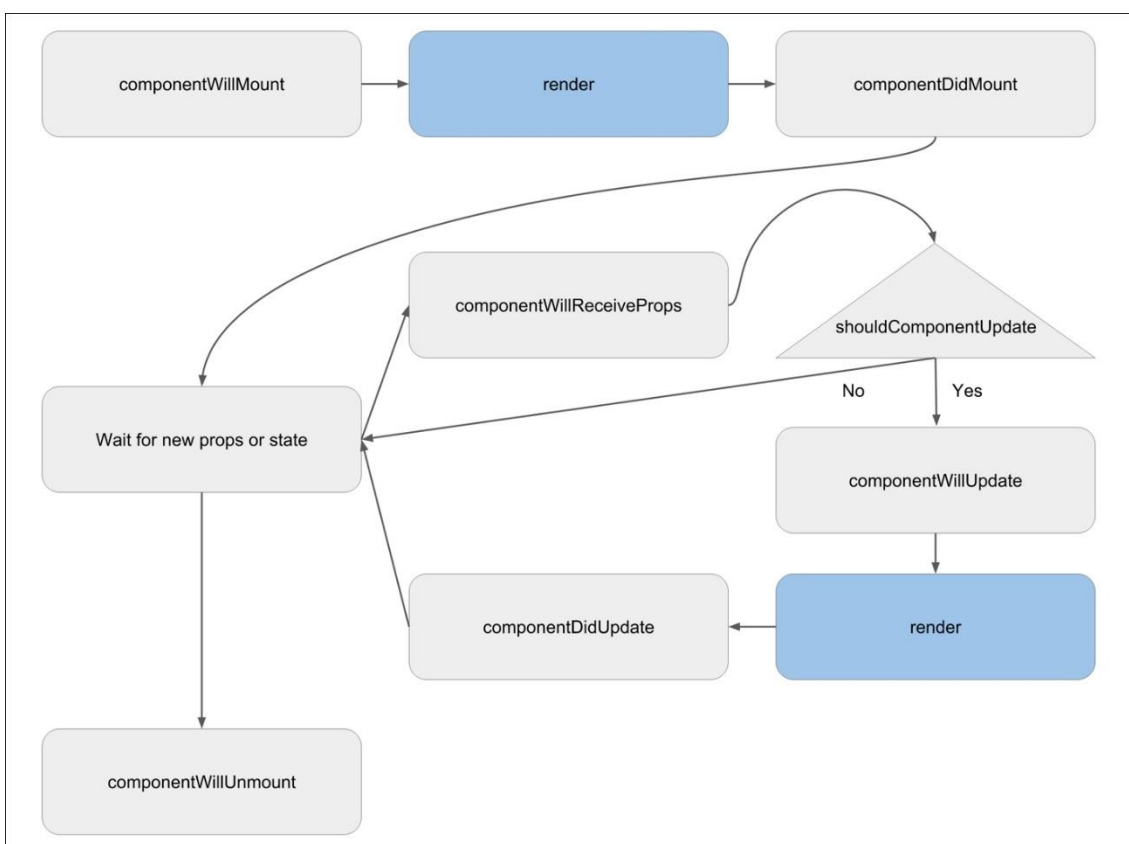 componentWillMount
render
componentDidMount
componentWillReceiveProps
shouldComponentUpdate
No
Yes
Wait for new props or state
componentWillUpdate
componentDidUpdate
render
componentWillUnmount